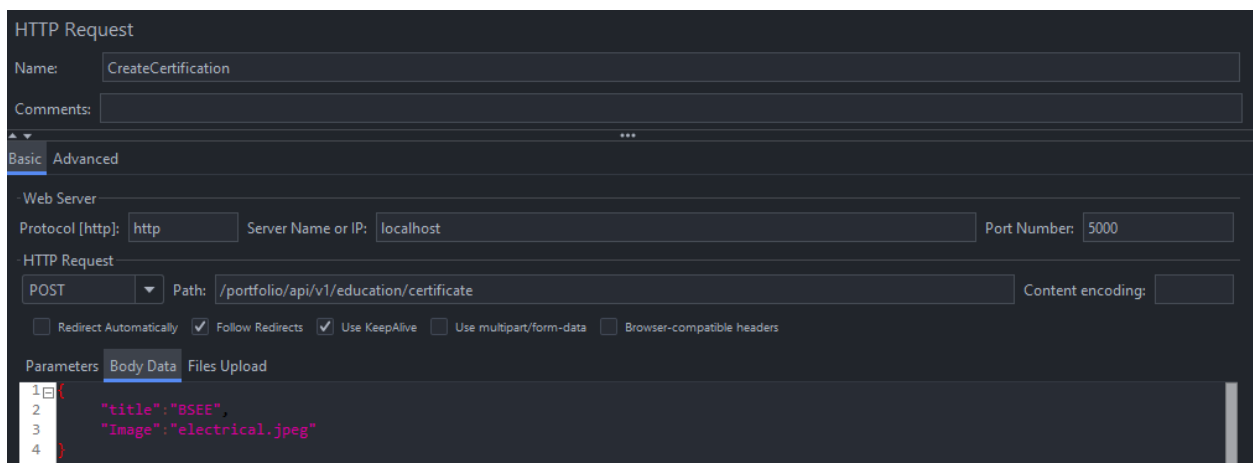 HTTP Request
Name: CreateCertification
Comments:
Basic Advanced
Web Server
Protocol [http]: http Server Name or IP: localhost Port Number: 5000
HTTP Request
POST Path: /portfolio/api/v1/education/certificate Content encoding:
Redirect Automatically Follow Redirects Use KeepAlive Use multipart/form-data Browser-compatible headers
Parameters Body Data Files Upload
1 {
2 "title":"BSEE",
3 "Image":"electrical.jpeg"
4 }